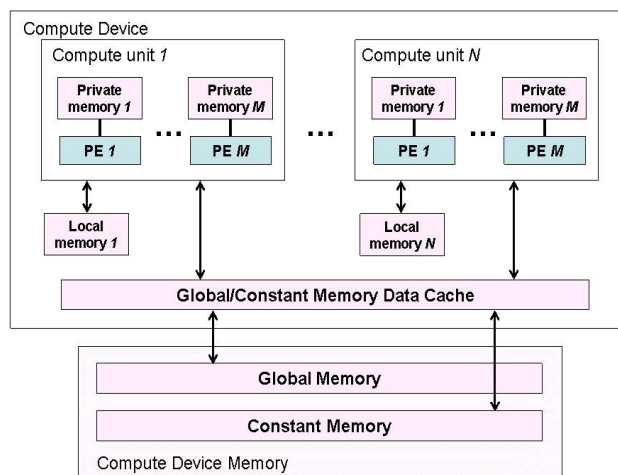 Compute Device
Compute unit 1
Compute unit N
Private
memory 1
Private
memory M
Private
memory 1
Private
memory M
...
...
...
PE 1
PE M
PE 1
PE M
Local
memory 1
Local
memory N
Global/Constant Memory Data Cache
Global Memory
Constant Memory
Compute Device Memory